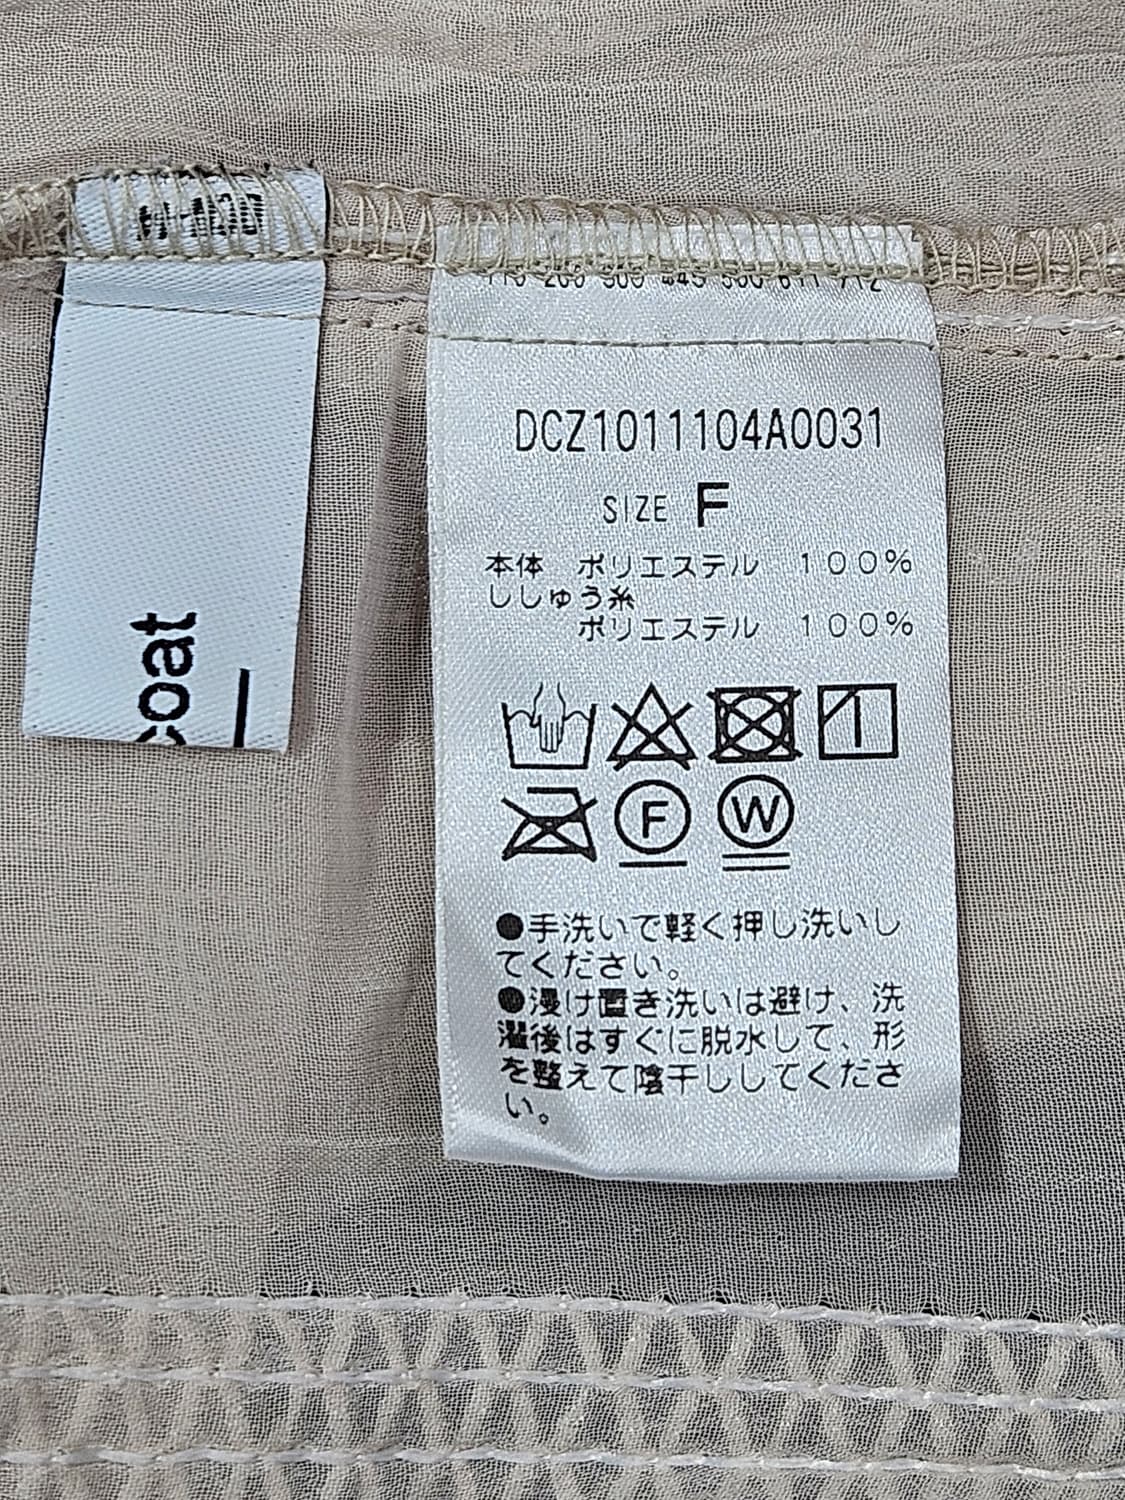 coat
DCZ1011104A0031
SIZE F
本体 ポリエステル 100%
ししゅう糸
ポリエステル 100%
F W
●手洗いで軽く押し洗いし
てください。
●浸け置き洗いは避け、洗
濯後はすぐに脱水して、形
を整えて陰干ししてくださ
い。